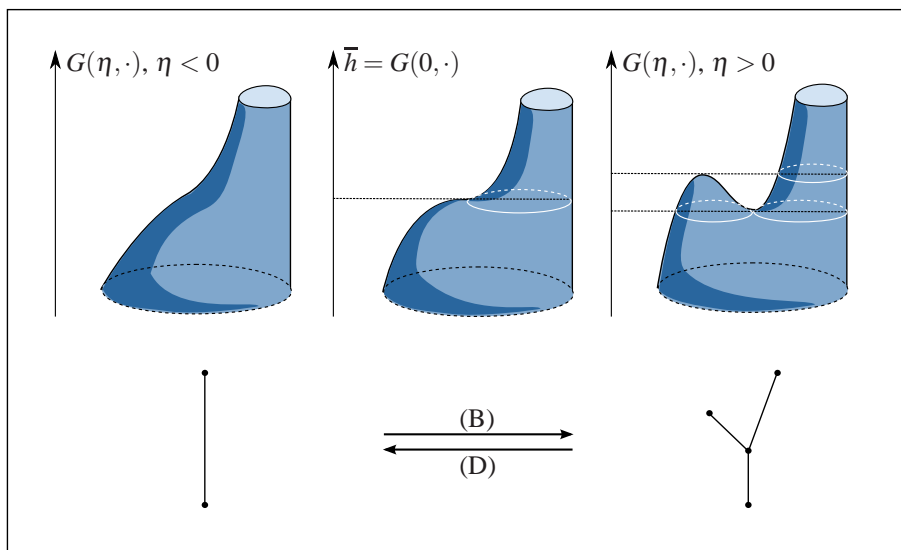 G(η,·), η < 0
h̅ = G(0,·)
G(η,·), η > 0
(B)
(D)